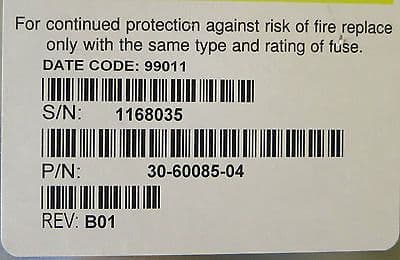 For continued protection against risk of fire replace
only with the same type and rating of fuse.
DATE CODE: 99011
S/N: 1168035
P/N: 30-60085-04
REV: B01